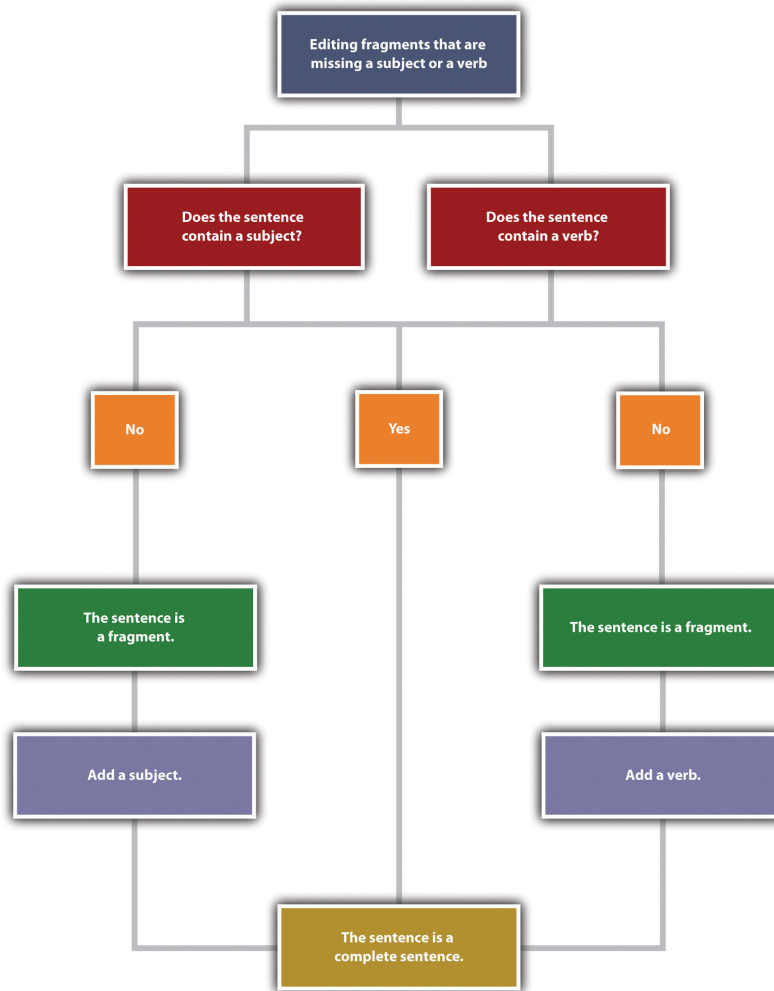 Editing fragments that are
missing a subject or a verb
Does the sentence
contain a subject?
Does the sentence
contain a verb?
No
Yes
No
The sentence is
a fragment.
The sentence is a fragment.
Add a subject.
Add a verb.
The sentence is a
complete sentence.